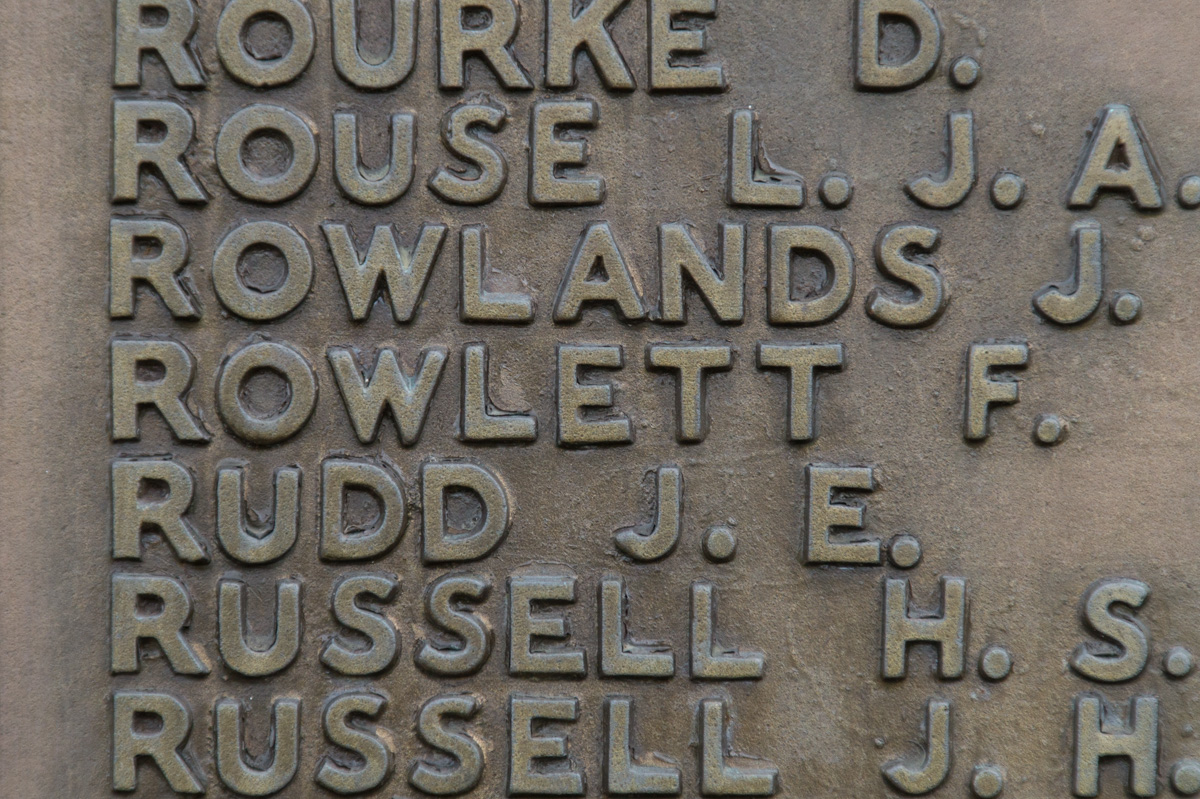 ROURKE D.
ROUSE L. J. A.
ROWLANDS J.
ROWLETT F.
RUDD J. E.
RUSSELL H. S.
RUSSELL J. H.